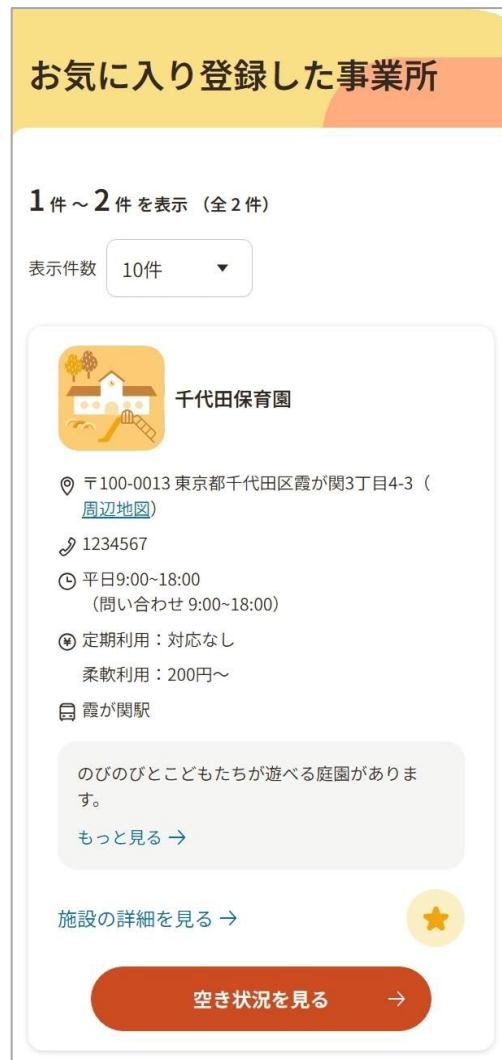 お気に入り登録した事業所
1件～2件を表示（全2件）
表示件数 10件
千代田保育園
〒100-0013 東京都千代田区霞が関3丁目4-3（
周辺地図）
1234567
平日9:00~18:00
（問い合わせ 9:00~18:00）
定期利用：対応なし
柔軟利用：200円～
霞が関駅
のびのびとこどもたちが遊べる庭園がありま
す。
もっと見る →
施設の詳細を見る →
空き状況を見る →